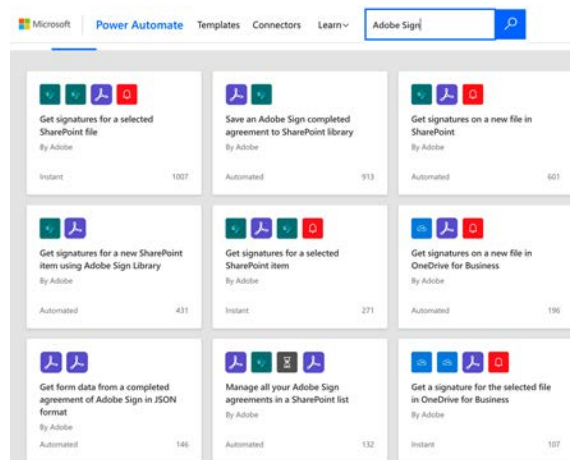 Microsoft Power Automate Templates Connectors Learn Adobe Sign
Get signatures for a selected
SharePoint file
By Adobe
Instant 1007
Save an Adobe Sign completed
agreement to SharePoint library
By Adobe
Automated 913
Get signatures on a new file in
SharePoint
By Adobe
Automated 601
Get signatures for a new SharePoint
item using Adobe Sign Library
By Adobe
Automated 431
Get signatures for a selected
SharePoint item
By Adobe
Instant 271
Get signatures on a new file in
OneDrive for Business
By Adobe
Automated 196
Get form data from a completed
agreement of Adobe Sign in JSON
format
By Adobe
Automated 146
Manage all your Adobe Sign
agreements in a SharePoint list
By Adobe
Automated 132
Get a signature for the selected file
in OneDrive for Business
By Adobe
Instant 107